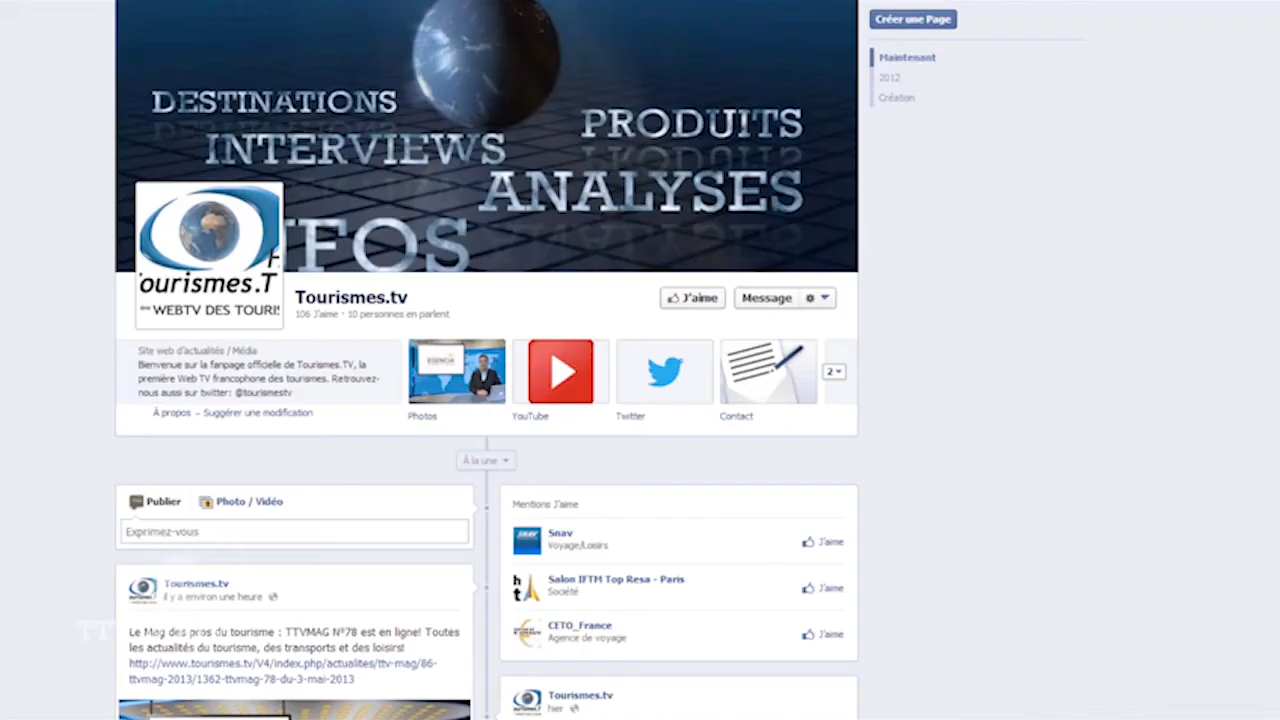 Créer une Page
Maintenant
2012
Création
DESTINATIONS
INTERVIEWS
PRODUITS
ANALYSES
FOS
ourismes.T
WEBTV DES TOURI
Tourismes.tv
106 J'aime · 10 personnes en parlent
J'aime
Message
Site web d'actualités / Média
Bienvenue sur la fanpage officielle de Tourismes.TV, la
première Web TV francophone des tourismes. Retrouvez-
nous aussi sur twitter: @tourismestv
À propos – Suggérer une modification
Photos
YouTube
Twitter
Contact
2
À la une
Publier
Photo / Vidéo
Exprimez-vous
Tourismes.tv
il y a environ une heure
Le Mag des pros du tourisme : TTVMAG N°78 est en ligne! Toutes
les actualités du tourisme, des transports et des loisirs!
http://www.tourismes.tv/V4/index.php/actualites/ttv-mag/86-
ttvmag-2013/1362-ttvmag-78-du-3-mai-2013
Mentions J'aime
SNAV
Snav
Voyage/Loisirs
J'aime
Salon IFTM Top Resa - Paris
Société
J'aime
CETO_France
Agence de voyage
J'aime
Tourismes.tv
hier